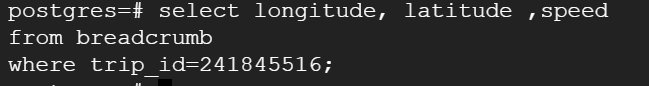 postgres=# select longitude, latitude ,speed
from breadcrumb
where trip_id=241845516;